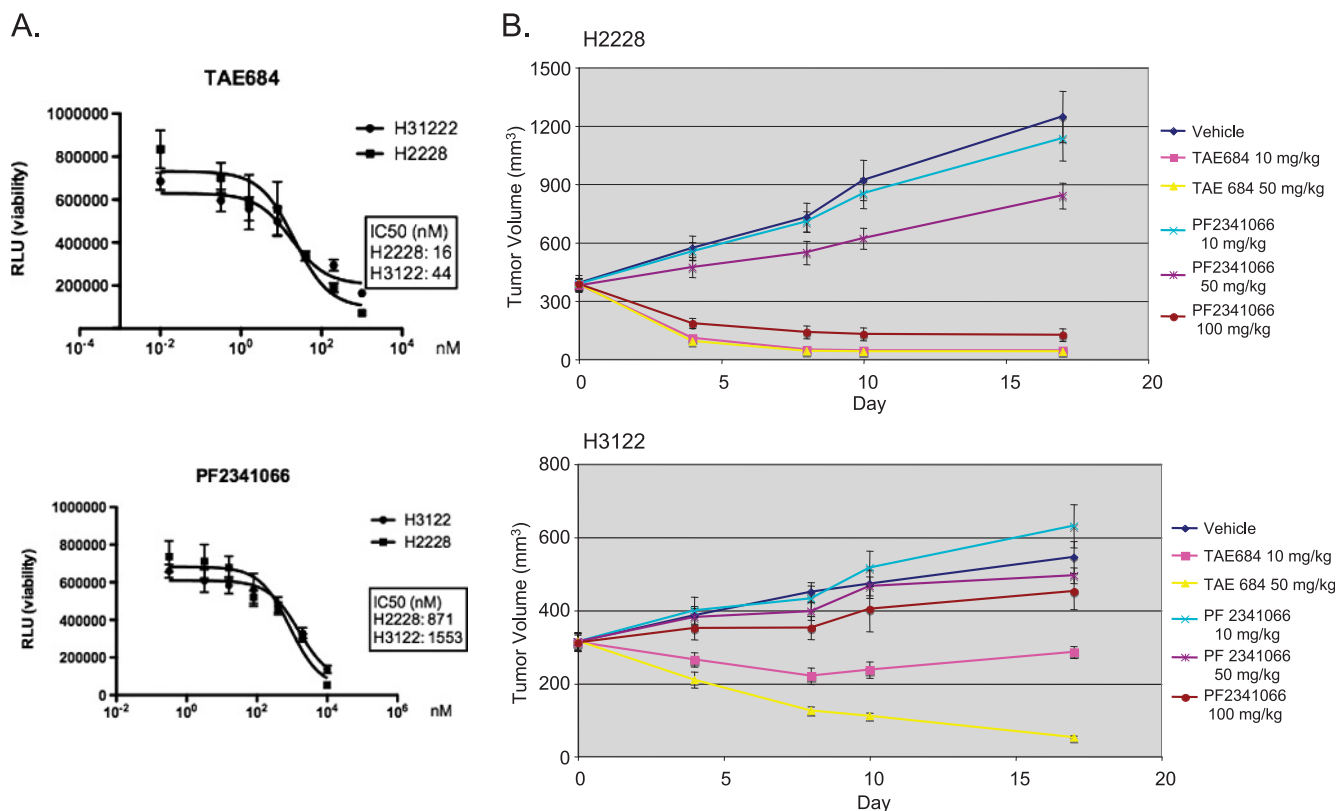 A.
TAE684
1000000
800000
600000
400000
200000
0
RLU (viability)
H31222
H2228
IC50 (nM)
H2228: 16
H3122: 44
10⁻⁴
10⁻²
10⁰
10²
10⁴
nM
PF2341066
1000000
800000
600000
400000
200000
0
RLU (viability)
H3122
H2228
IC50 (nM)
H2228: 871
H3122: 1553
10⁻²
10⁰
10²
10⁴
10⁶
nM
B.
H2228
1500
1200
900
600
300
0
Tumor Volume (mm³)
0
5
10
15
20
Day
Vehicle
TAE684 10 mg/kg
TAE 684 50 mg/kg
PF2341066
10 mg/kg
PF2341066
50 mg/kg
PF2341066
100 mg/kg
H3122
800
600
400
200
0
Tumor Volume (mm³)
0
5
10
15
20
Day
Vehicle
TAE684 10 mg/kg
TAE 684 50 mg/kg
PF 2341066
10 mg/kg
PF 2341066
50 mg/kg
PF2341066
100 mg/kg